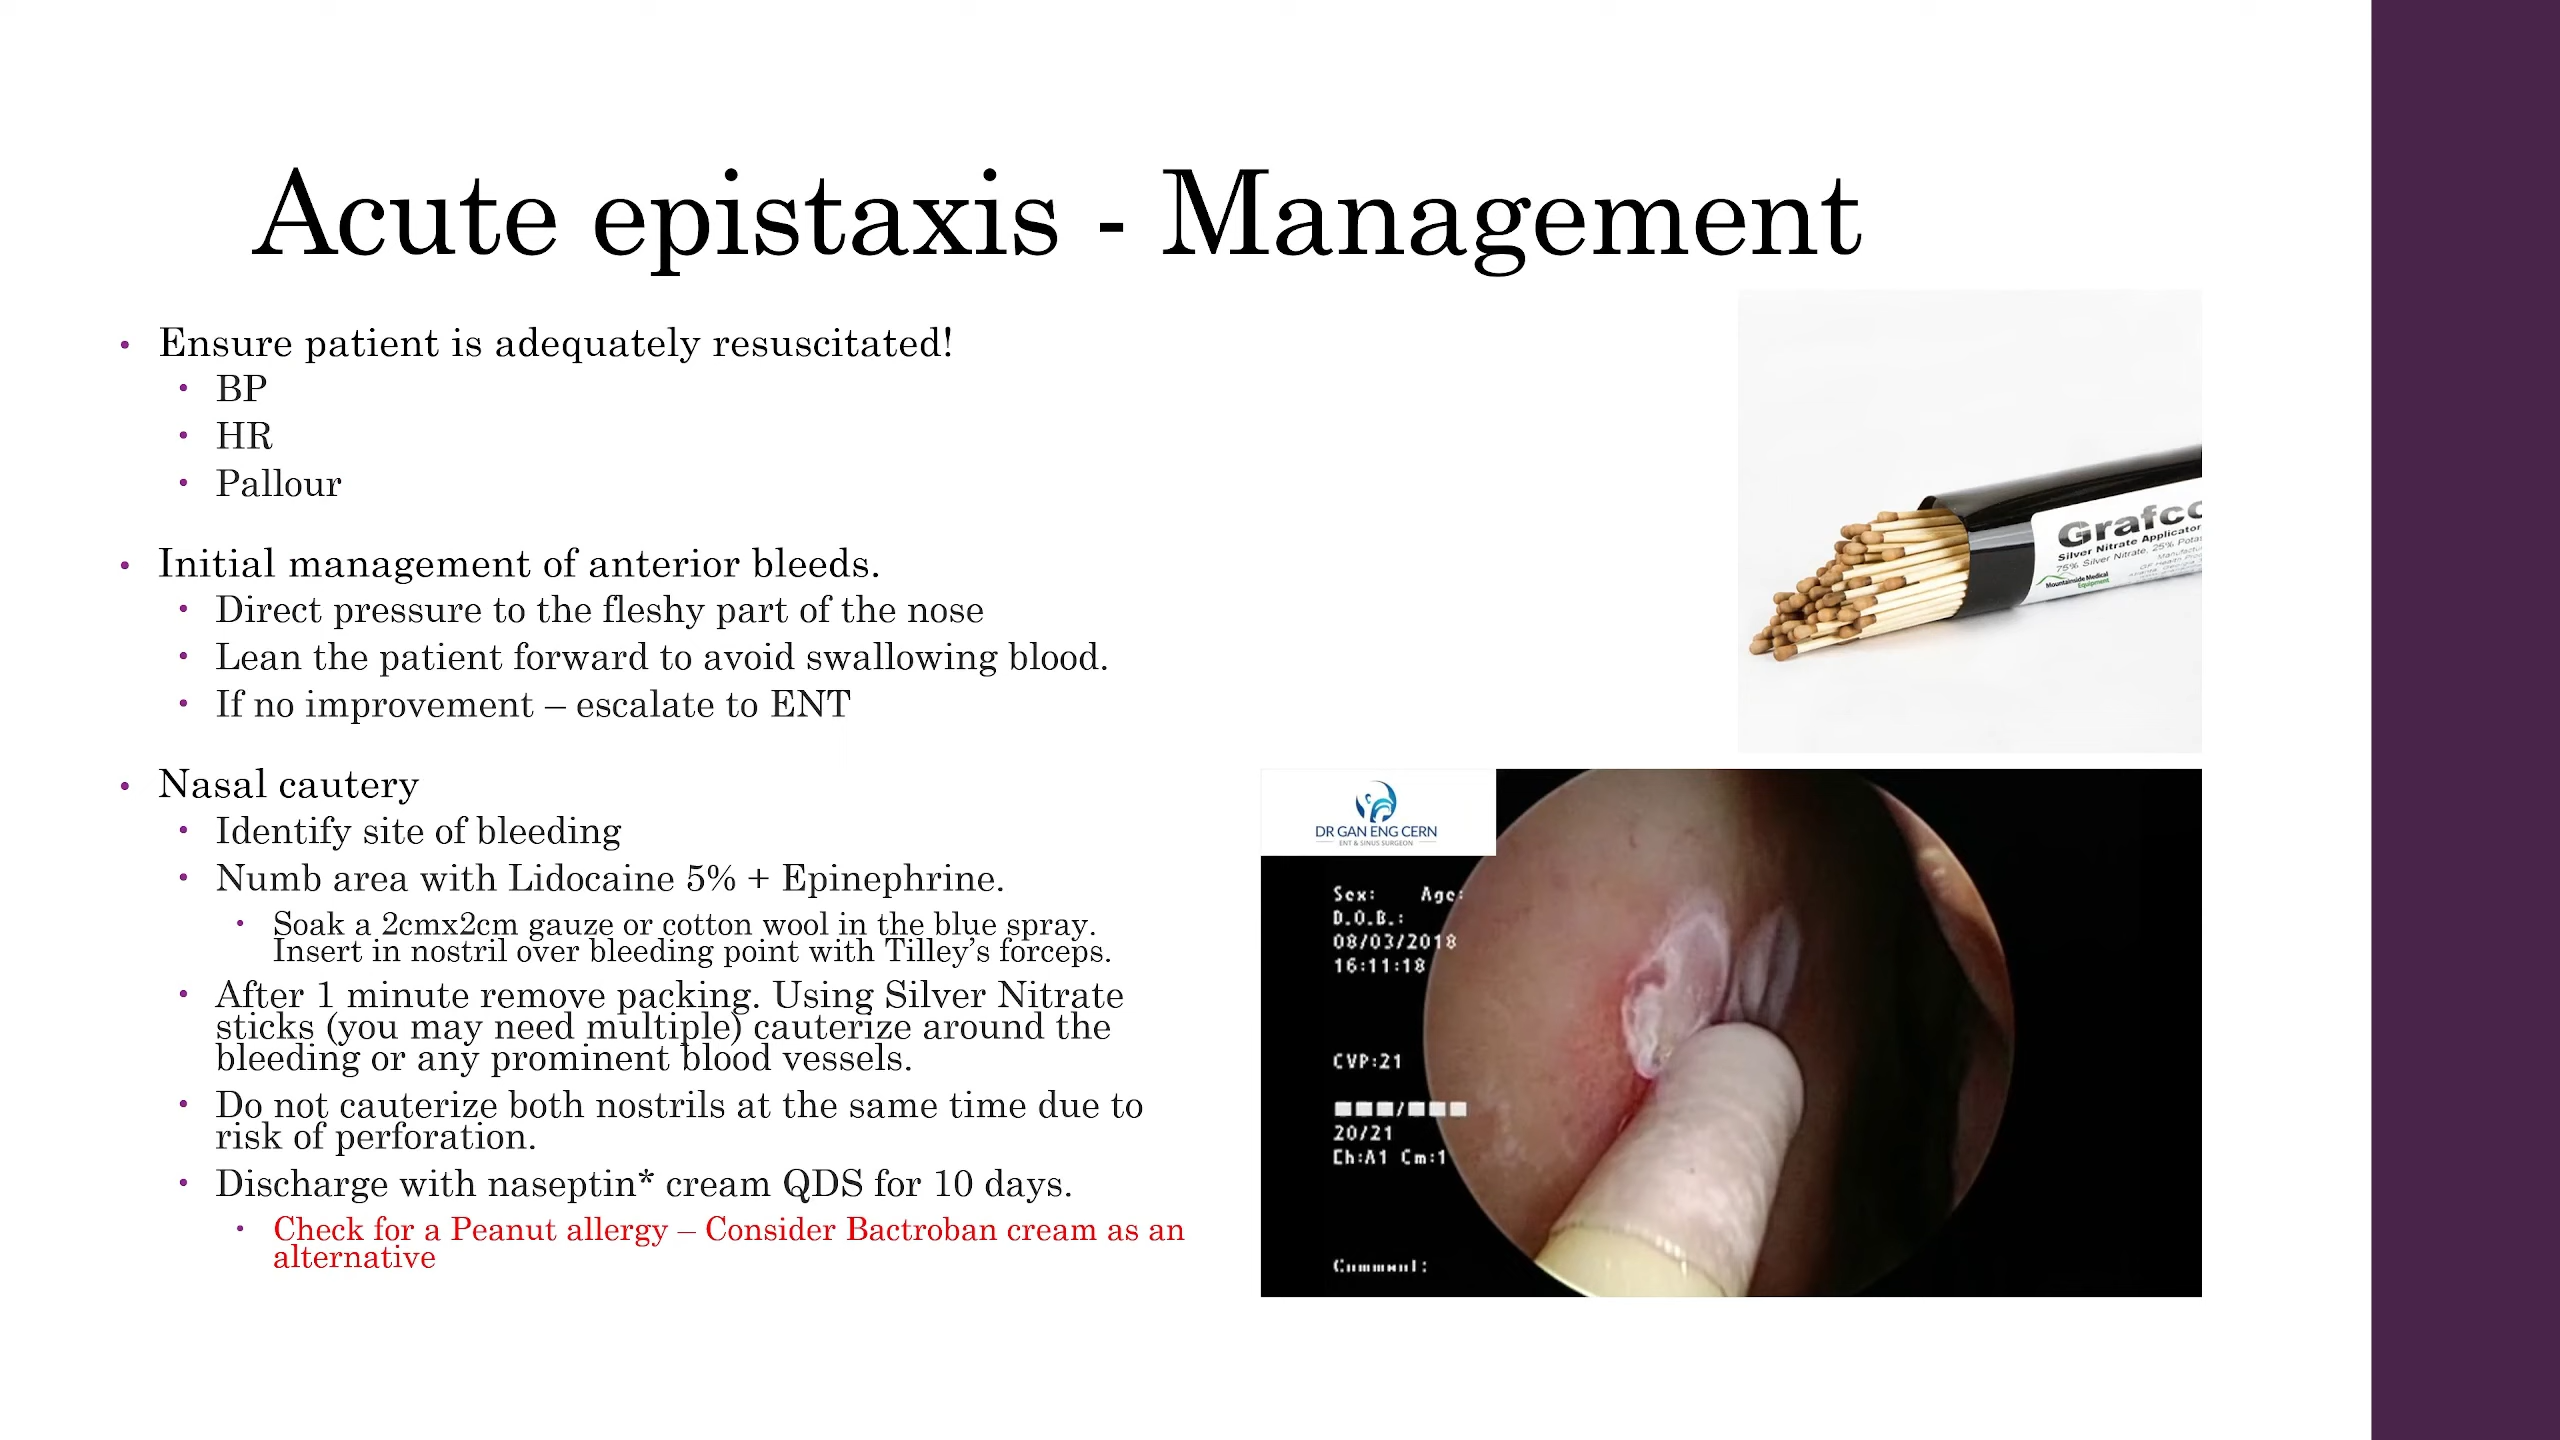 Acute epistaxis - Management
• Ensure patient is adequately resuscitated!
• BP
• HR
• Pallour
• Initial management of anterior bleeds.
• Direct pressure to the fleshy part of the nose
• Lean the patient forward to avoid swallowing blood.
• If no improvement – escalate to ENT
• Nasal cautery
• Identify site of bleeding
• Numb area with Lidocaine 5% + Epinephrine.
• Soak a 2cmx2cm gauze or cotton wool in the blue spray.
Insert in nostril over bleeding point with Tilley’s forceps.
• After 1 minute remove packing. Using Silver Nitrate
sticks (you may need multiple) cauterize around the
bleeding or any prominent blood vessels.
• Do not cauterize both nostrils at the same time due to
risk of perforation.
• Discharge with naseptin* cream QDS for 10 days.
• Check for a Peanut allergy – Consider Bactroban cream as an
alternative
Grafco
Silver Nitrate Applicator
75% Silver Nitrate, 25% Pota
Mountainside Medical
Equipment
DR GAN ENG CERN
ENT & SINUS SURGEON
Sex: Age:
D.O.B.:
08/03/2018
16:11:18
CVP:21
20/21
Ch:A1 Cm:1
Comment: